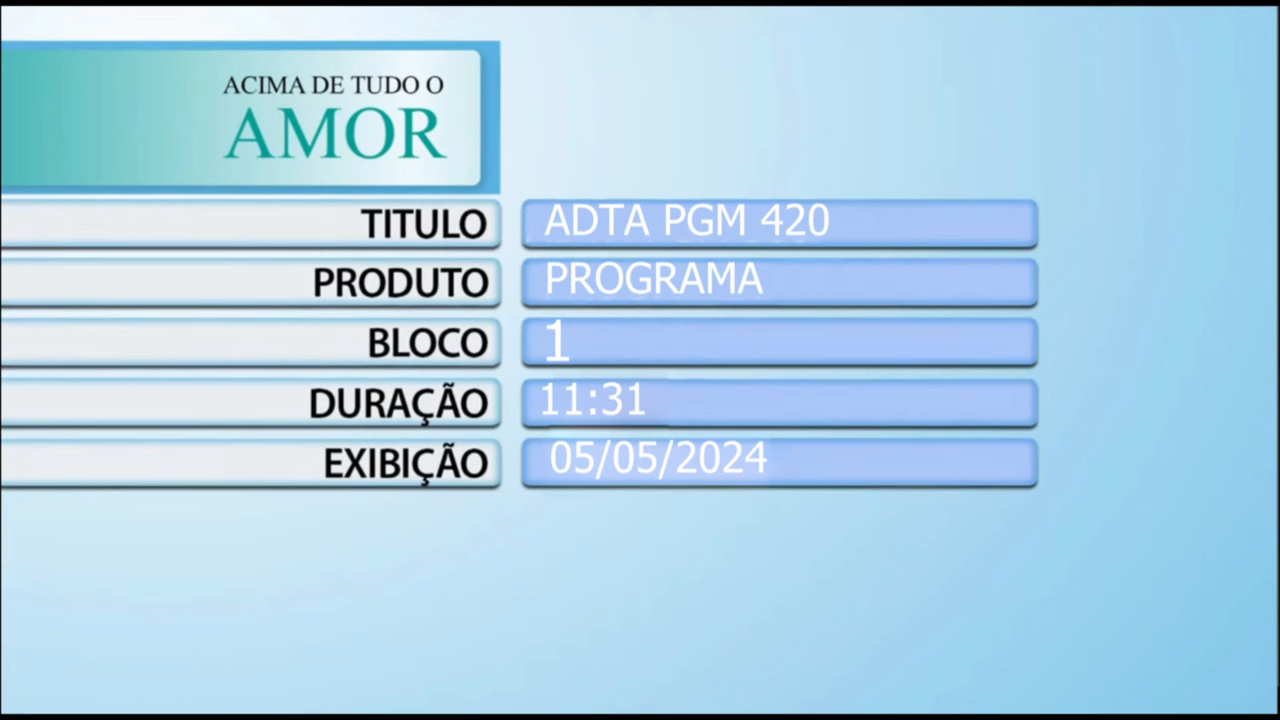 ACIMA DE TUDO O
AMOR
TITULO ADTA PGM 420
PRODUTO PROGRAMA
BLOCO 1
DURAÇÃO 11:31
EXIBIÇÃO 05/05/2024